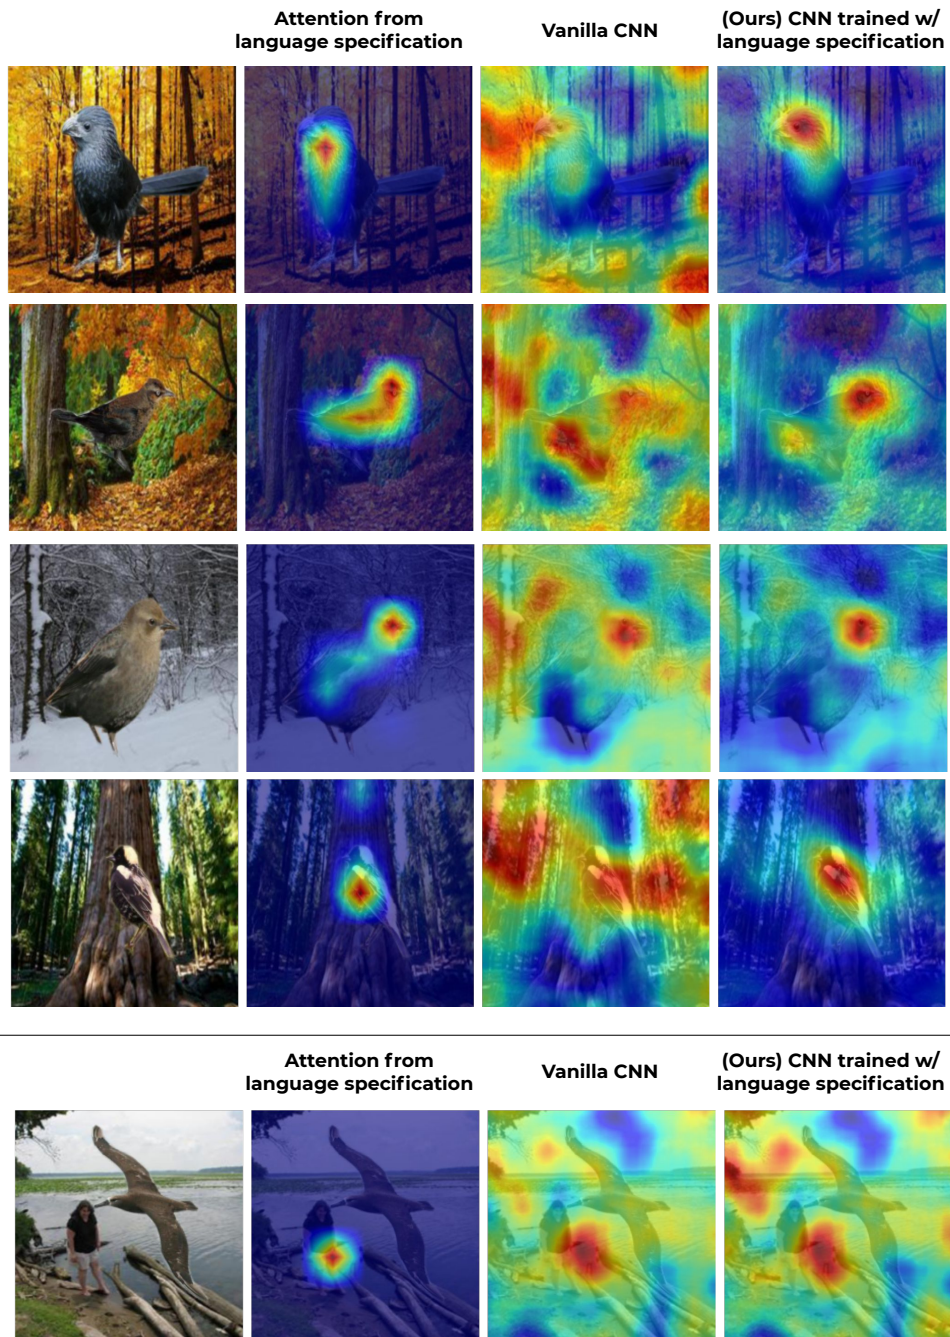 Attention from
language specification
Vanilla CNN
(Ours) CNN trained w/
language specification
Attention from
language specification
Vanilla CNN
(Ours) CNN trained w/
language specification